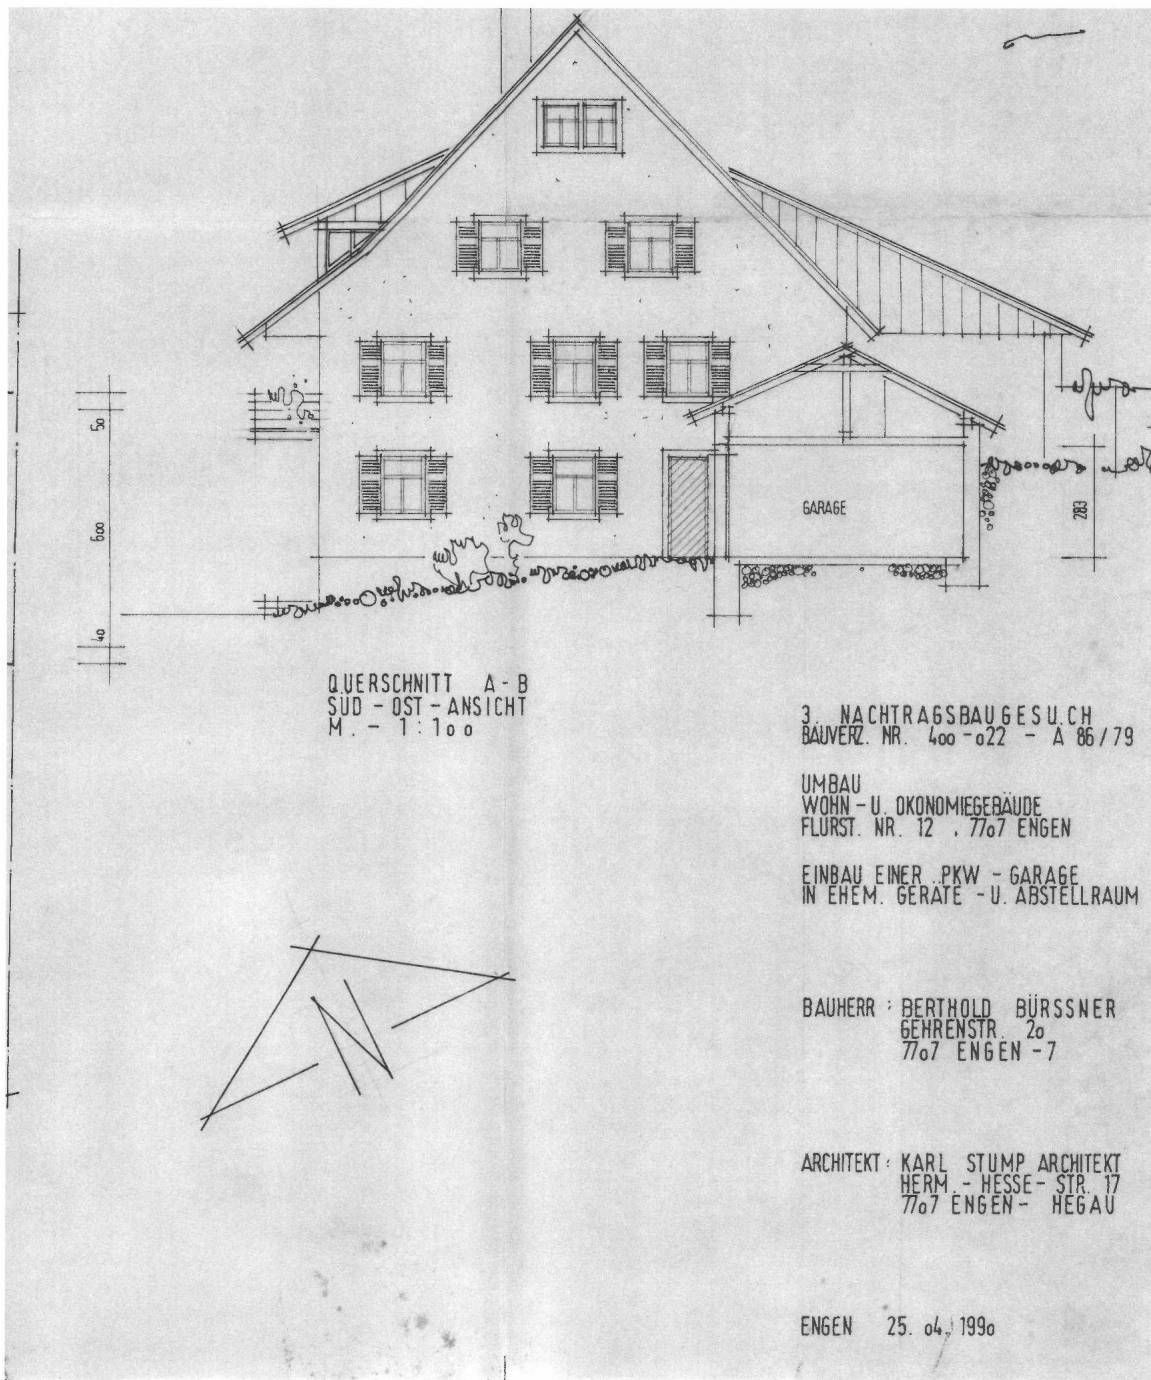 50
600
40
GARAGE
283
QUERSCHNITT A - B
SÜD - OST - ANSICHT
M. - 1 : 1oo
N
3. NACHTRAGSBAUGESUCH
BAUVERZ. NR. 4oo - o22 - A 86 / 79
UMBAU
WOHN - U. ÖKONOMIEGEBÄUDE
FLURST. NR. 12 . 77o7 ENGEN
EINBAU EINER PKW - GARAGE
IN EHEM. GERÄTE - U. ABSTELLRAUM
BAUHERR : BERTHOLD BÜRSSNER
GEHRENSTR. 2o
77o7 ENGEN - 7
ARCHITEKT : KARL STUMP ARCHITEKT
HERM. - HESSE - STR. 17
77o7 ENGEN - HEGAU
ENGEN 25. o4. 199o